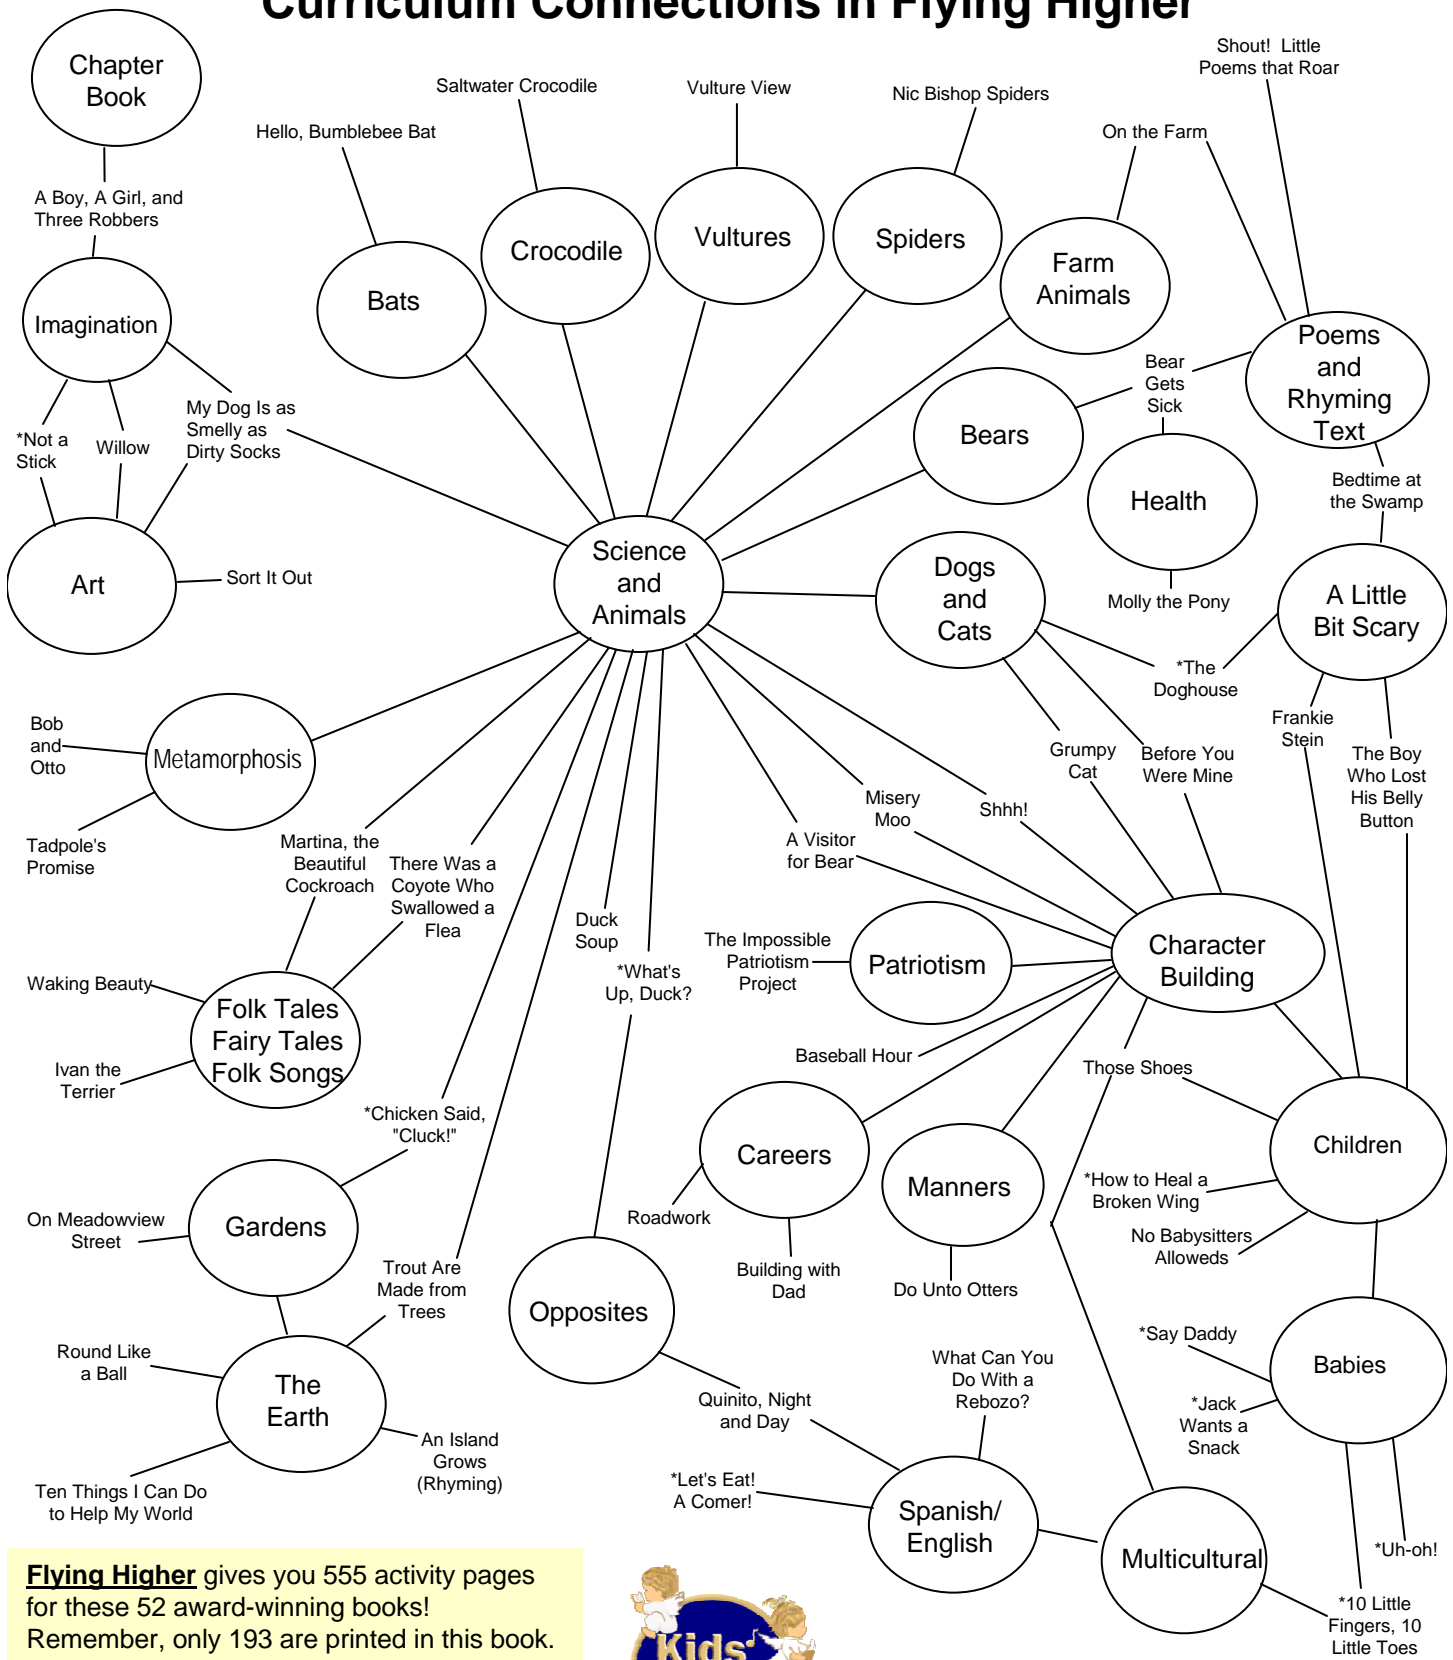 Curriculum Connections in Flying Higher
Chapter
Book
Shout!  Little
Poems that Roar
Saltwater Crocodile
Vulture View
Nic Bishop Spiders
Hello, Bumblebee Bat
On the Farm
A Boy, A Girl, and
Three Robbers
Imagination
Bats
Crocodile
Vultures
Spiders
Farm
Animals
Poems
and
Rhyming
Text
Bear
Gets
Sick
Bears
My Dog Is as
Smelly as
Dirty Socks
*Not a
Stick
Willow
Health
Bedtime at
the Swamp
Art
Sort It Out
Science
and
Animals
Dogs
and
Cats
Molly the Pony
A Little
Bit Scary
*The
Doghouse
Bob
and
Otto
Metamorphosis
Tadpole's
Promise
Frankie
Stein
The Boy
Who Lost
His Belly
Button
Grumpy
Cat
Before You
Were Mine
Misery
Moo
Shhh!
A Visitor
for Bear
Martina, the
Beautiful
Cockroach
There Was a
Coyote Who
Swallowed a
Flea
Duck
Soup
*What's
Up, Duck?
The Impossible
Patriotism
Project
Patriotism
Character
Building
Waking Beauty
Folk Tales
Fairy Tales
Folk Songs
Ivan the
Terrier
Baseball Hour
Those Shoes
*Chicken Said,
"Cluck!"
Careers
Manners
Children
*How to Heal a
Broken Wing
No Babysitters
Alloweds
Gardens
On Meadowview
Street
Roadwork
Building with
Dad
Do Unto Otters
Trout Are
Made from
Trees
Opposites
Round Like
a Ball
The
Earth
*Say Daddy
Babies
*Jack
Wants a
Snack
What Can You
Do With a
Rebozo?
Quinito, Night
and Day
An Island
Grows
(Rhyming)
Ten Things I Can Do
to Help My World
*Let's Eat!
A Comer!
Spanish/
English
Multicultural
*Uh-oh!
*10 Little
Fingers, 10
Little Toes
Flying Higher gives you 555 activity pages
for these 52 award-winning books!
Remember, only 193 are printed in this book.
Kids'